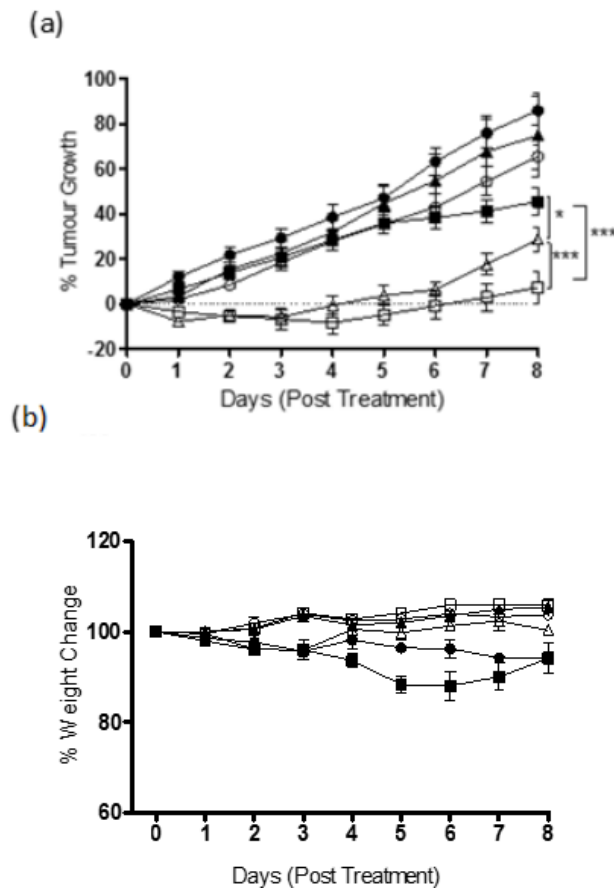 (a)
100
80
60
40
20
0
-20
% Tumour Growth
*
***
***
0 1 2 3 4 5 6 7 8
Days (Post Treatment)
(b)
120
100
80
60
% Weight Change
0 1 2 3 4 5 6 7 8
Days (Post Treatment)